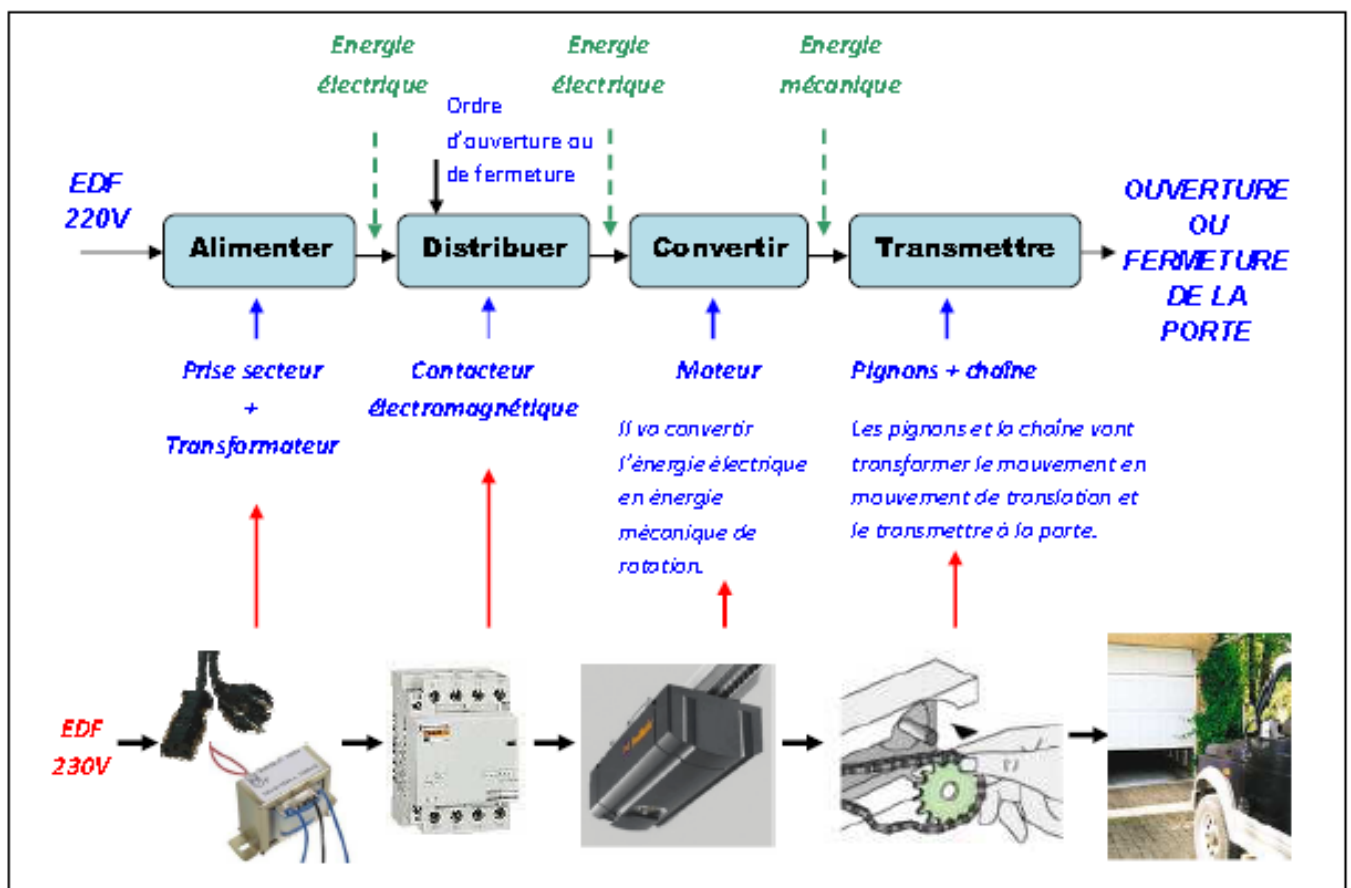 Energie
électrique
Energie
électrique
Energie
mécanique
Ordre
d'ouverture ou
de fermeture
EDF
220V
Alimenter
Distribuer
Convertir
Transmettre
OUVERTURE
OU
FERMETURE
DE LA
PORTE
Prise secteur
+
Transformateur
Contacteur
électromagnétique
Moteur
Il va convertir
l'énergie électrique
en énergie
mécanique de
rotation.
Pignons + chaîne
Les pignons et la chaîne vont
transformer le mouvement en
mouvement de translation et
le transmettre à la porte.
EDF
230V